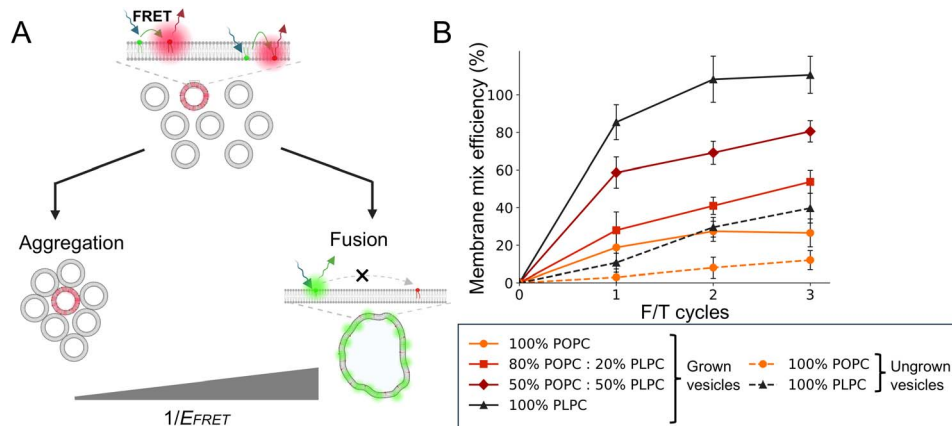 A
FRET
Aggregation
Fusion
1/EFRET
B
Membrane mix efficiency (%)
100
80
60
40
20
0
0
1
2
3
F/T cycles
100% POPC
80% POPC : 20% PLPC
50% POPC : 50% PLPC
100% PLPC
Grown
vesicles
100% POPC
100% PLPC
Ungrown
vesicles